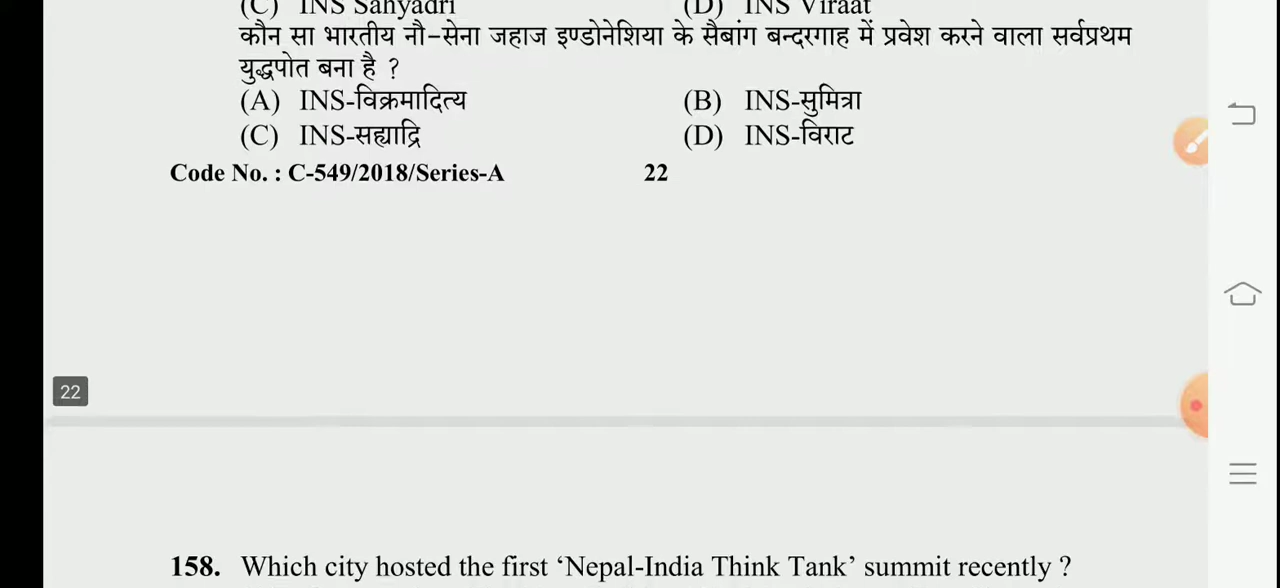 (C) INS Sahyadri (D) INS Viraat
कौन सा भारतीय नौ-सेना जहाज इण्डोनेशिया के सैबांग बन्दरगाह में प्रवेश करने वाला सर्वप्रथम
युद्धपोत बना है ?
(A) INS-विक्रमादित्य (B) INS-सुमित्रा
(C) INS-सह्याद्रि (D) INS-विराट
Code No. : C-549/2018/Series-A 22
22
158. Which city hosted the first ‘Nepal-India Think Tank’ summit recently ?